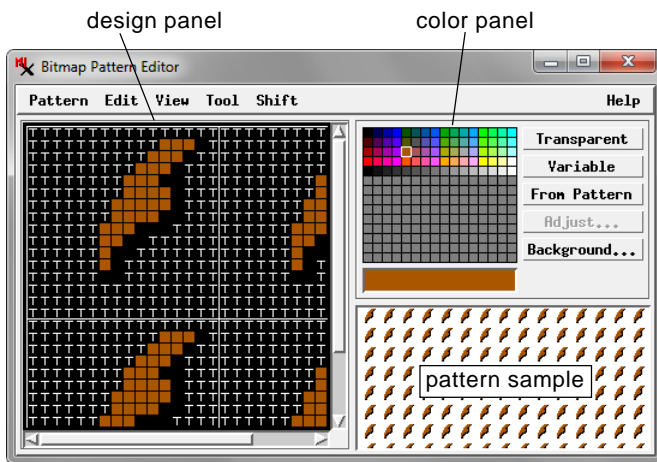 design panel
color panel
Bitmap Pattern Editor
Pattern Edit View Tool Shift Help
Transparent
Variable
From Pattern
Adjust...
Background...
pattern sample